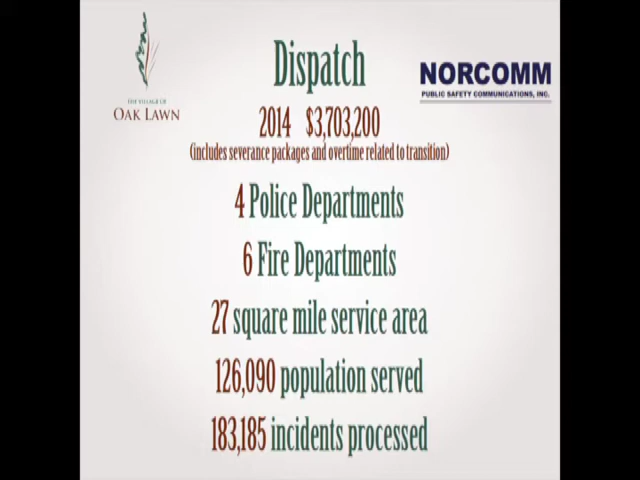 THE VILLAGE OF
OAK LAWN
Dispatch
NORCOMM
PUBLIC SAFETY COMMUNICATIONS, INC.
2014 $3,703,200
(includes severance packages and overtime related to transition)
4 Police Departments
6 Fire Departments
27 square mile service area
126,090 population served
183,185 incidents processed